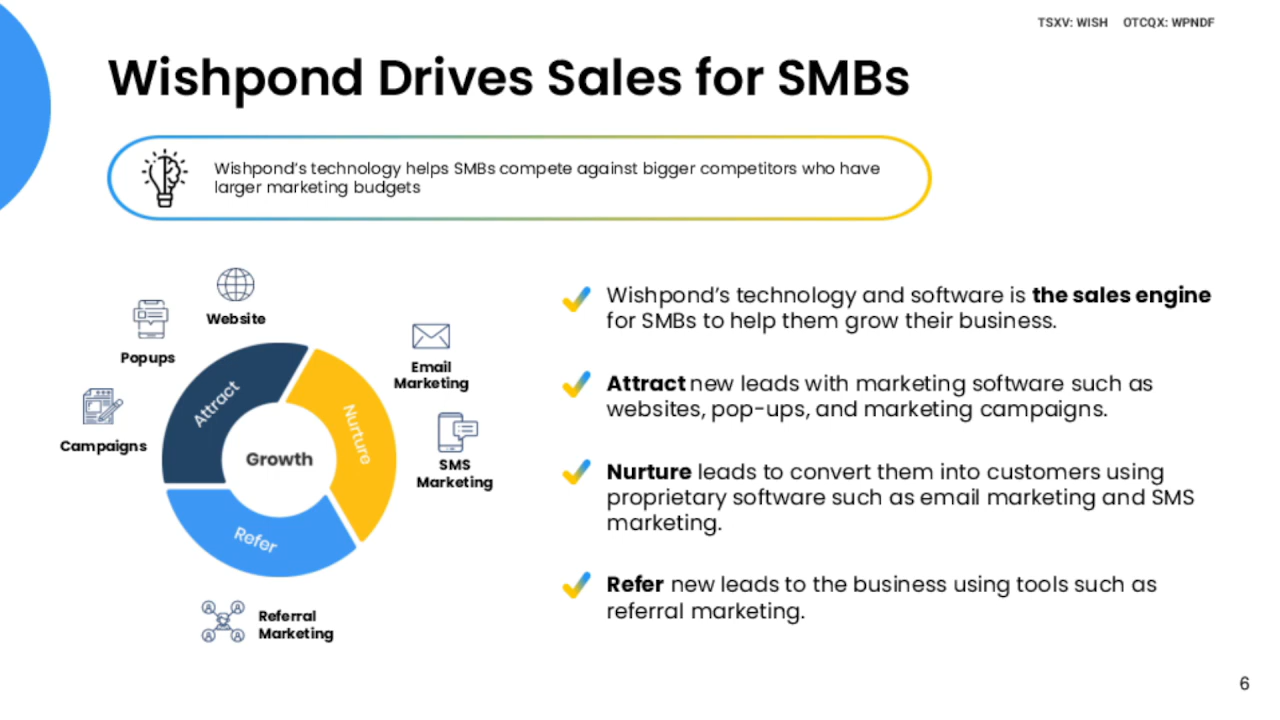 TSXV: WISH OTCQX: WPNDF
Wishpond Drives Sales for SMBs
Wishpond's technology helps SMBs compete against bigger competitors who have
larger marketing budgets
Website
Popups
Campaigns
Email
Marketing
SMS
Marketing
Attract
Nurture
Growth
Refer
Referral
Marketing
Wishpond's technology and software is the sales engine
for SMBs to help them grow their business.
Attract new leads with marketing software such as
websites, pop-ups, and marketing campaigns.
Nurture leads to convert them into customers using
proprietary software such as email marketing and SMS
marketing.
Refer new leads to the business using tools such as
referral marketing.
6